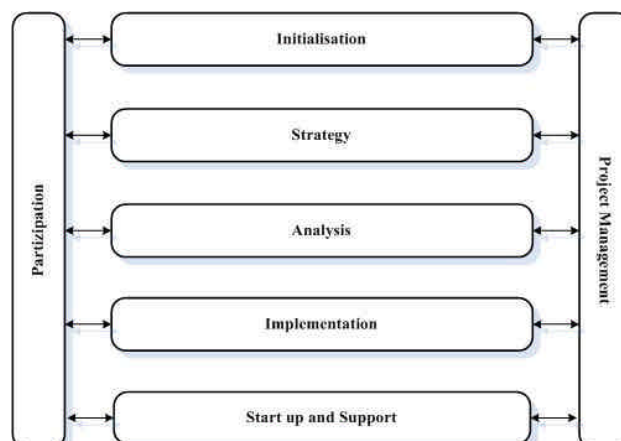 Initialisation
Strategy
Partizipation
Analysis
Project Management
Implementation
Start up and Support